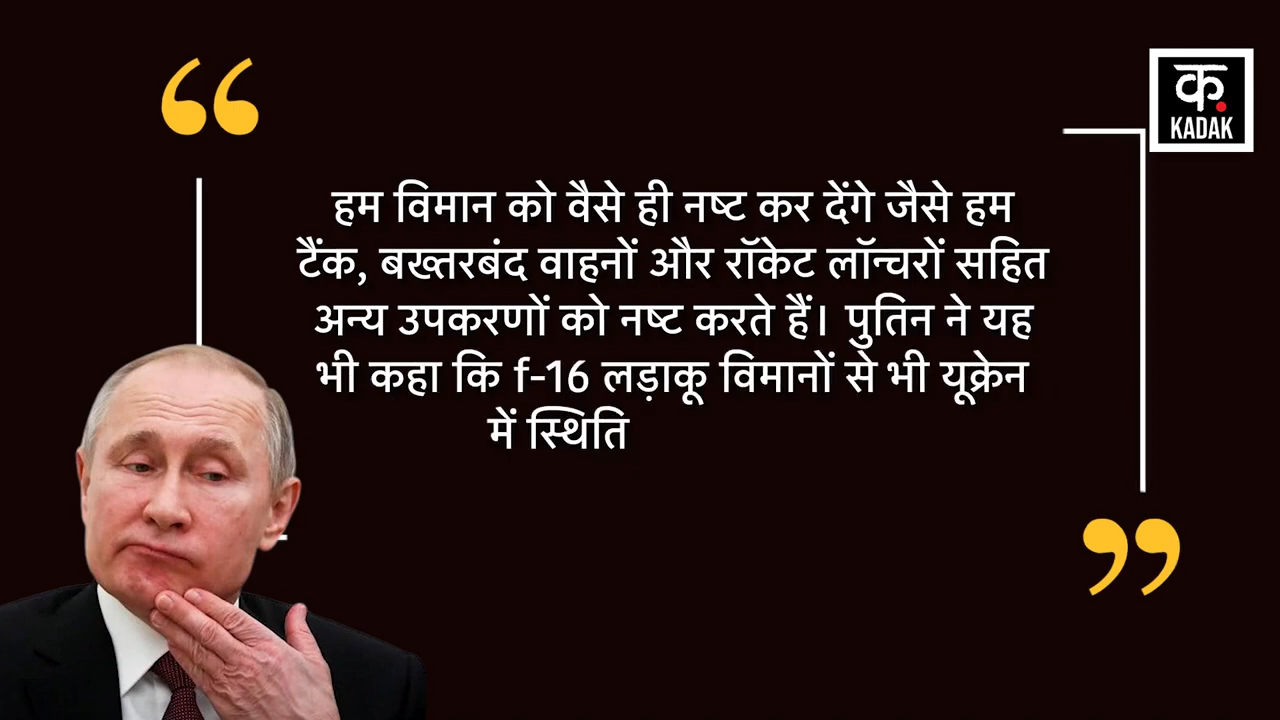 क
KADAK
हम विमान को वैसे ही नष्ट कर देंगे जैसे हम
टैंक, बख्तरबंद वाहनों और रॉकेट लॉन्चरों सहित
अन्य उपकरणों को नष्ट करते हैं। पुतिन ने यह
भी कहा कि f-16 लड़ाकू विमानों से भी यूक्रेन
में स्थिति